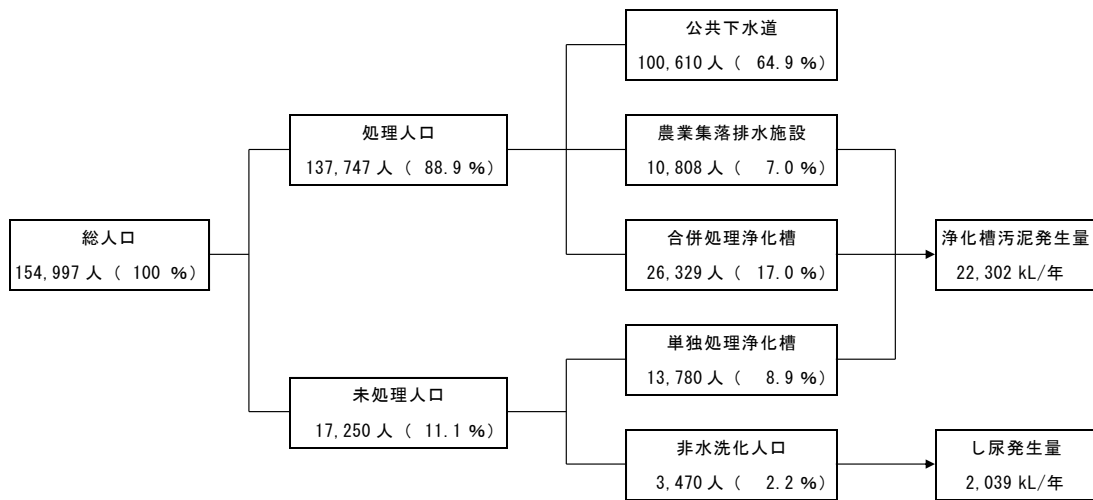 公共下水道
100,610 人 ( 64.9 %)
処理人口
137,747 人 ( 88.9 %)
農業集落排水施設
10,808 人 ( 7.0 %)
総人口
154,997 人 ( 100 %)
合併処理浄化槽
26,329 人 ( 17.0 %)
浄化槽汚泥発生量
22,302 kL/年
単独処理浄化槽
13,780 人 ( 8.9 %)
未処理人口
17,250 人 ( 11.1 %)
非水洗化人口
3,470 人 ( 2.2 %)
し尿発生量
2,039 kL/年